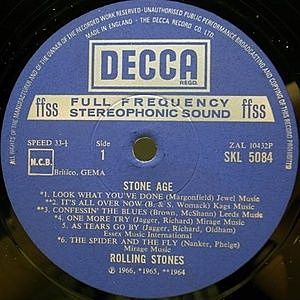 ALL RIGHTS OF THE MANUFACTURER AND OF THE OWNER OF THE RECORDED WORK RESERVED · UNAUTHORISED PUBLIC PERFORMANCE BROADCASTING AND COPYING OF THIS RECORD PROHIBITED
MADE IN ENGLAND · THE DECCA RECORD CO. LTD.
DECCA
REGD.
ffss
FULL FREQUENCY
STEREOPHONIC SOUND
ffss
SPEED 33⅓
Side
1
ZAL 10432P
SKL 5084
M.C.B.
Britico, GEMA
STONE AGE
*1. LOOK WHAT YOU'VE DONE (Margonfield) Jewel Music
**2. IT'S ALL OVER NOW (B. & S. Womack) Kags Music
*3. CONFESSIN' THE BLUES (Brown, McShann) Leeds Music
4. ONE MORE TRY (Jagger, Richard) Mirage Music
5. AS TEARS GO BY (Jagger, Richard, Oldham)
Essex Music International
*6. THE SPIDER AND THE FLY (Nanker, Phelge)
Mirage Music
ROLLING STONES
℗ 1966, *1965, **1964